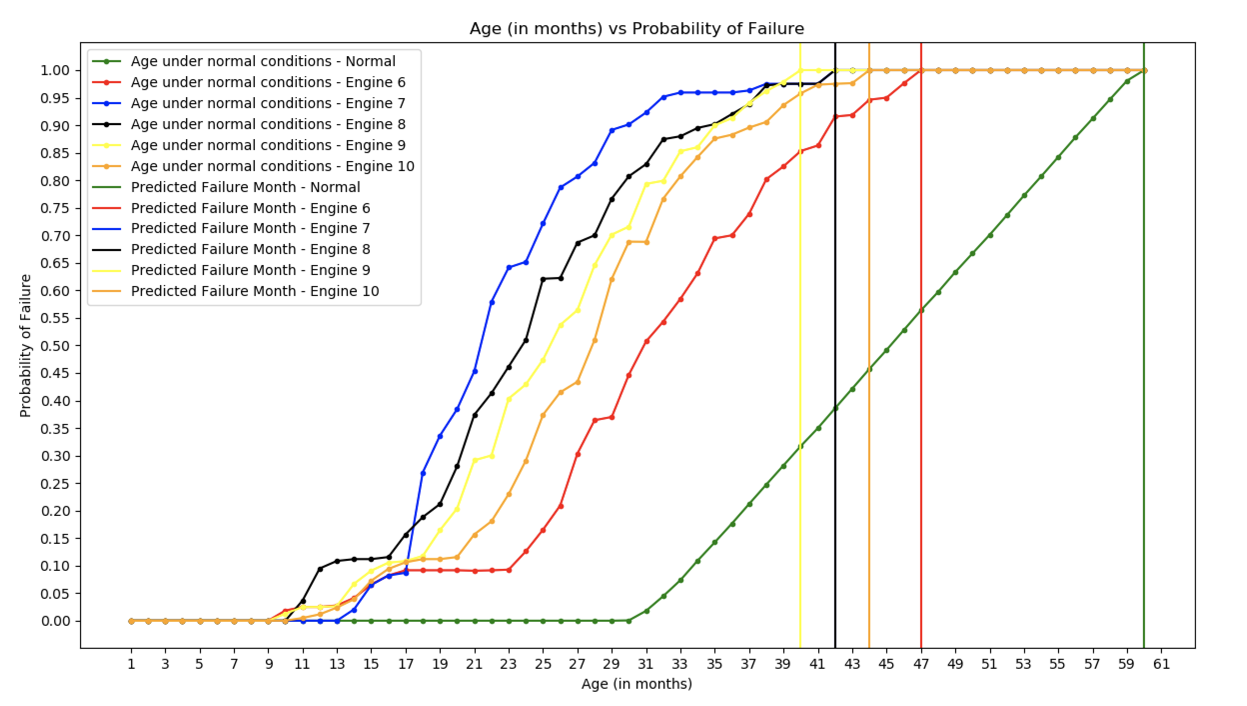 Age (in months) vs Probability of Failure
Age under normal conditions - Normal
Age under normal conditions - Engine 6
Age under normal conditions - Engine 7
Age under normal conditions - Engine 8
Age under normal conditions - Engine 9
Age under normal conditions - Engine 10
Predicted Failure Month - Normal
Predicted Failure Month - Engine 6
Predicted Failure Month - Engine 7
Predicted Failure Month - Engine 8
Predicted Failure Month - Engine 9
Predicted Failure Month - Engine 10
Probability of Failure
1.00
0.95
0.90
0.85
0.80
0.75
0.70
0.65
0.60
0.55
0.50
0.45
0.40
0.35
0.30
0.25
0.20
0.15
0.10
0.05
0.00
1 3 5 7 9 11 13 15 17 19 21 23 25 27 29 31 33 35 37 39 41 43 45 47 49 51 53 55 57 59 61
Age (in months)